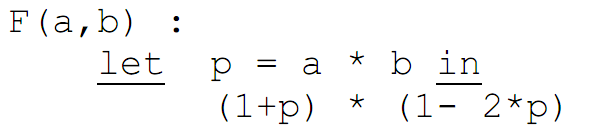 F(a,b) :
let p = a * b in
(1+p) * (1- 2*p)